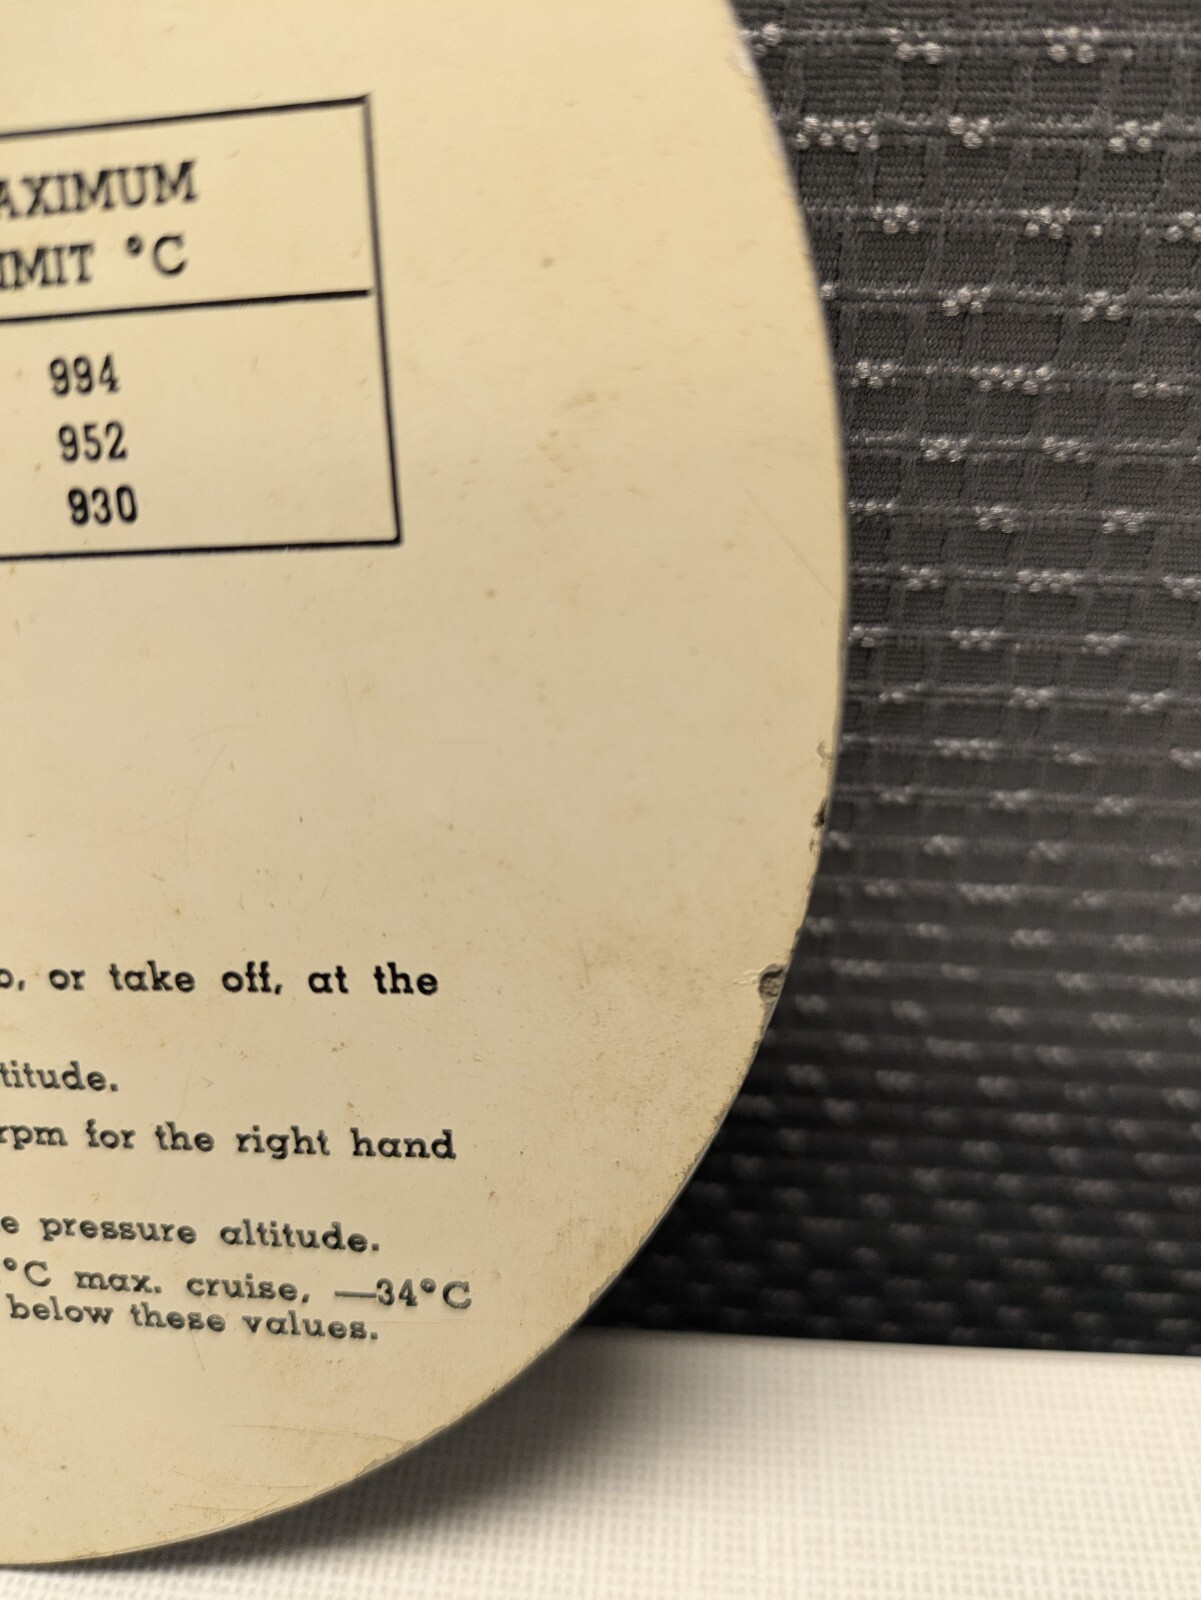 AXIMUM
IMIT °C
994
952
930
o, or take off, at the
titude.
rpm for the right hand
e pressure altitude.
°C max. cruise, —34°C
below these values.